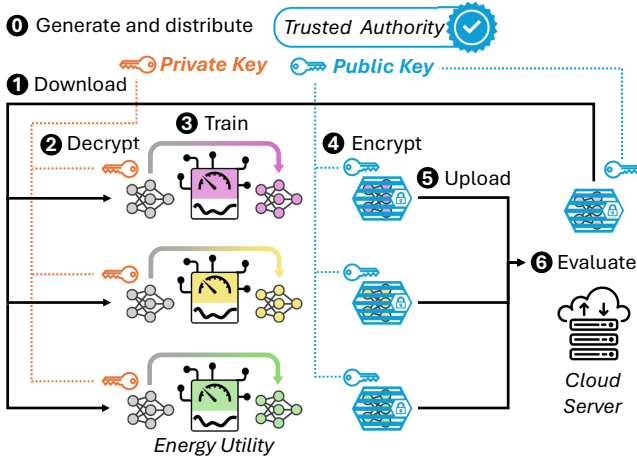 0 Generate and distribute
Trusted Authority
Private Key
Public Key
1 Download
2 Decrypt
3 Train
4 Encrypt
5 Upload
6 Evaluate
Cloud
Server
Energy Utility